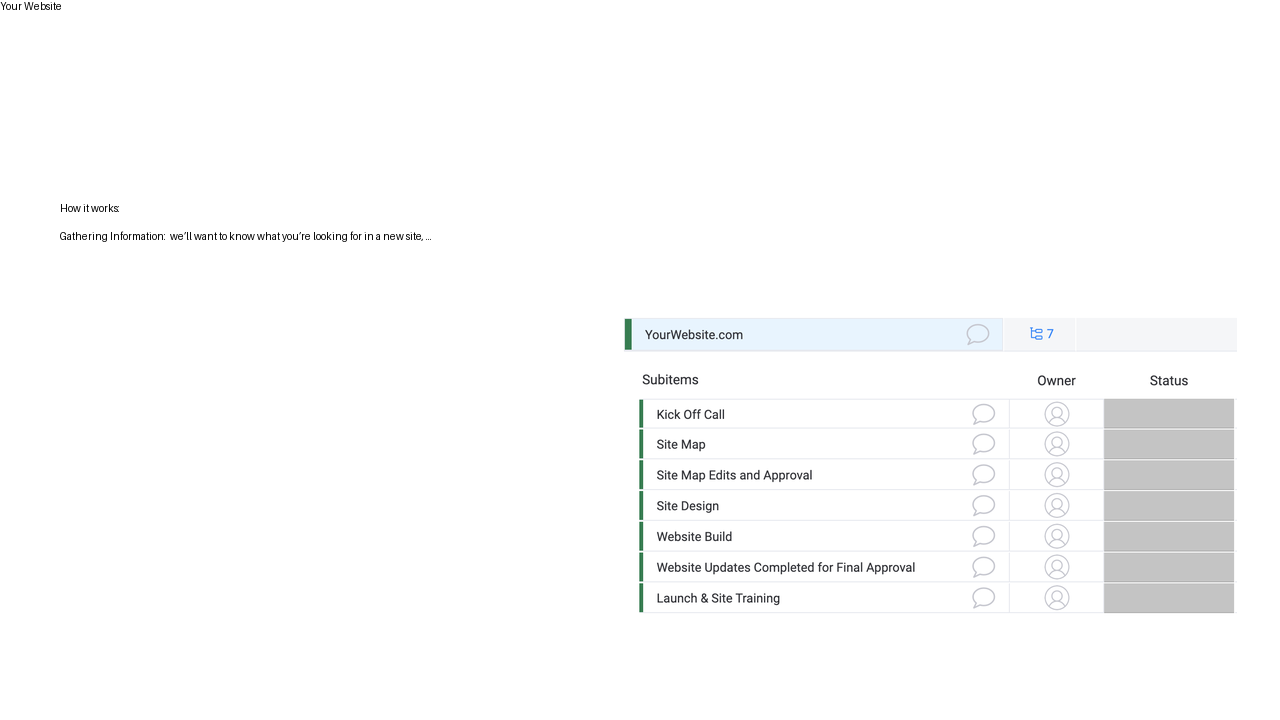 Your Website
How it works:
Gathering Information:  we'll want to know what you're looking for in a new site, ...
YourWebsite.com 7
Subitems Owner Status
Kick Off Call
Site Map
Site Map Edits and Approval
Site Design
Website Build
Website Updates Completed for Final Approval
Launch & Site Training